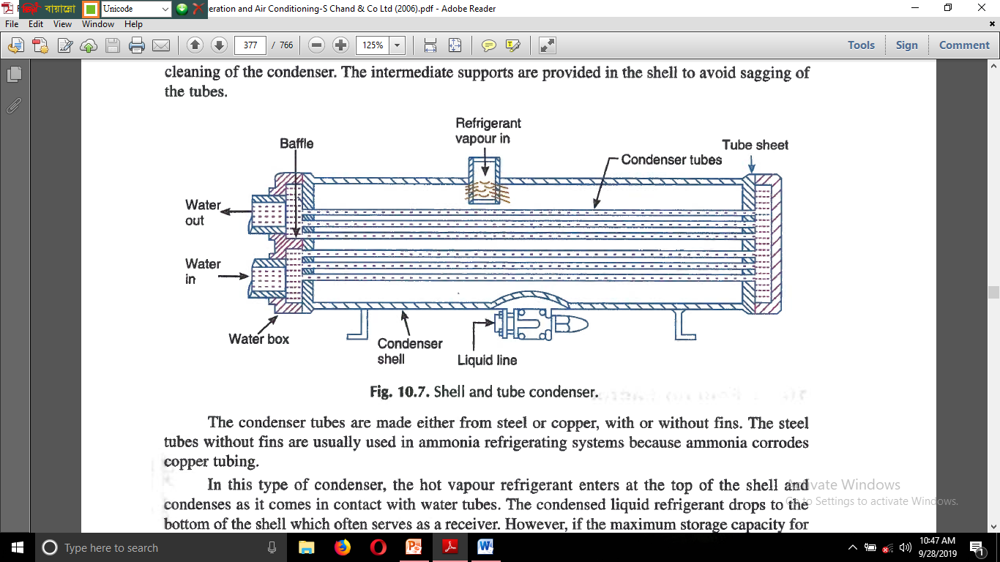 বায়ান্নো Unicode eration and Air Conditioning-S Chand & Co Ltd (2006).pdf - Adobe Reader
File Edit View Window Help
377 / 766 125% Tools Sign Comment
cleaning of the condenser. The intermediate supports are provided in the shell to avoid sagging of
the tubes.
Refrigerant
vapour in
Baffle
Tube sheet
Condenser tubes
Water
out
Water
in
Water box
Condenser
shell
Liquid line
Fig. 10.7. Shell and tube condenser.
The condenser tubes are made either from steel or copper, with or without fins. The steel
tubes without fins are usually used in ammonia refrigerating systems because ammonia corrodes
copper tubing.
In this type of condenser, the hot vapour refrigerant enters at the top of the shell and
condenses as it comes in contact with water tubes. The condensed liquid refrigerant drops to the
bottom of the shell which often serves as a receiver. However, if the maximum storage capacity for
Activate Windows
Go to Settings to activate Windows.
Type here to search
10:47 AM
9/28/2019
1